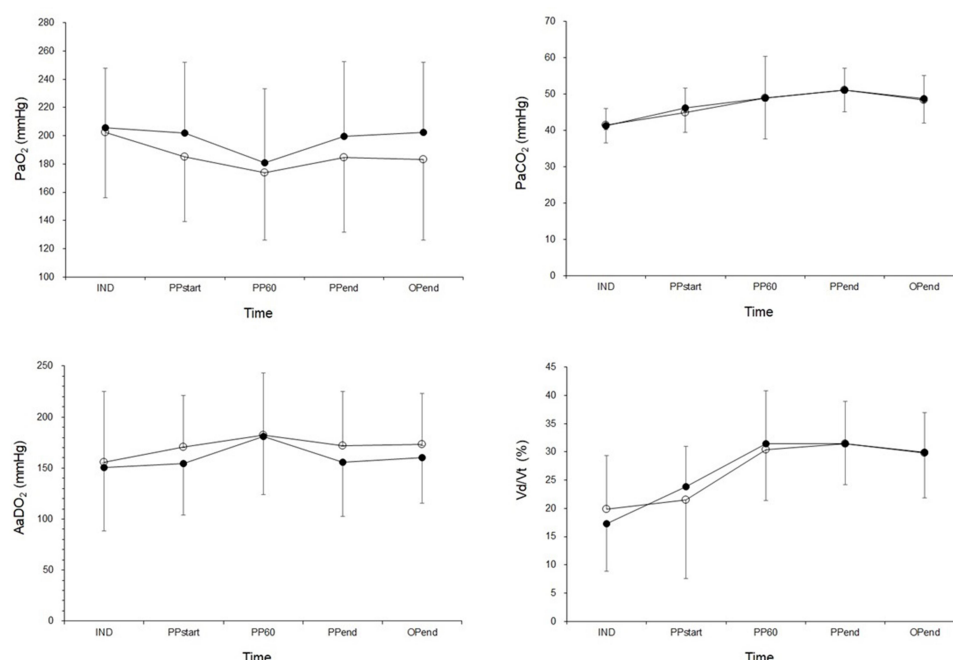 280
260
240
220
200
180
160
140
120
100
PaO₂ (mmHg)
IND PPstart PP60 PPend OPend
Time
70
60
50
40
30
20
10
0
PaCO₂ (mmHg)
IND PPstart PP60 PPend OPend
Time
250
200
150
100
50
0
AaDO₂ (mmHg)
IND PPstart PP60 PPend OPend
Time
45
40
35
30
25
20
15
10
5
0
Vd/Vt (%)
IND PPstart PP60 PPend OPend
Time